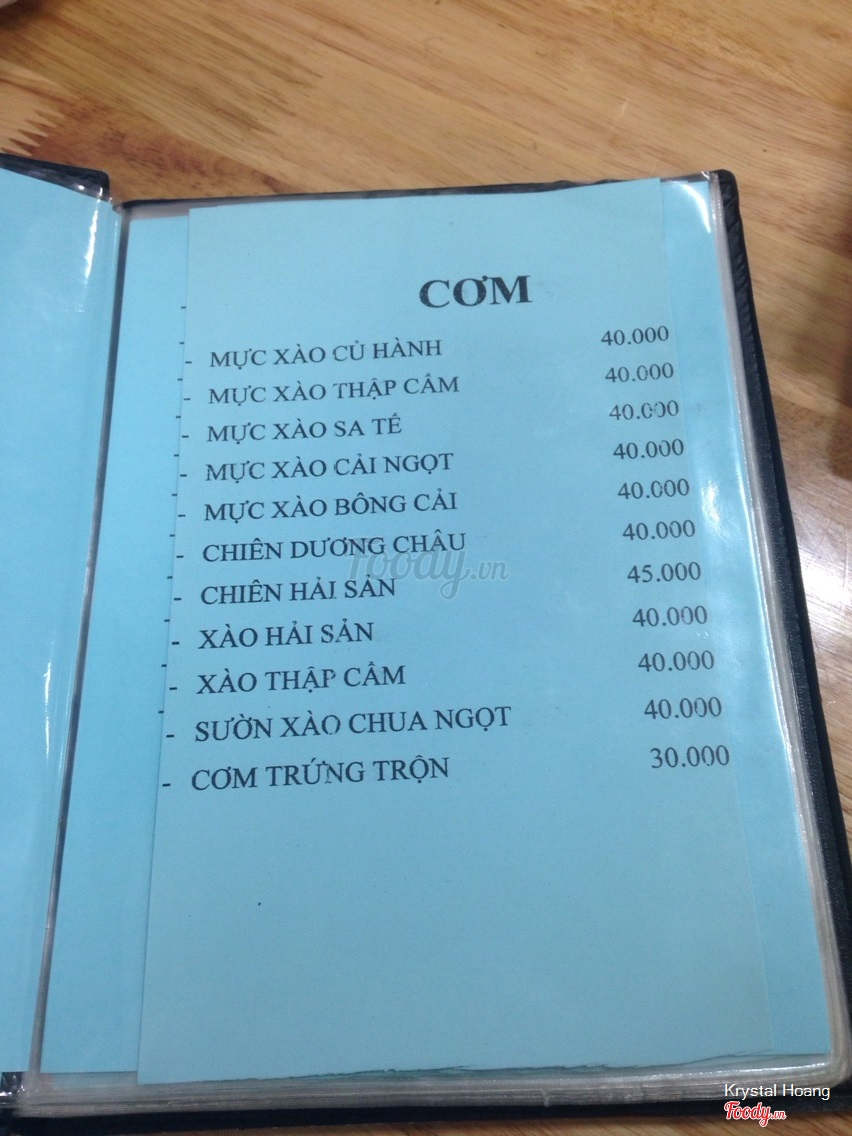 CƠM
- MỰC XÀO CỦ HÀNH 40.000
- MỰC XÀO THẬP CẨM 40.000
- MỰC XÀO SA TẾ 40.000
- MỰC XÀO CẢI NGỌT 40.000
- MỰC XÀO BÔNG CẢI 40.000
- CHIÊN DƯƠNG CHÂU 40.000
- CHIÊN HẢI SẢN 45.000
- XÀO HẢI SẢN 40.000
- XÀO THẬP CẨM 40.000
- SƯỜN XÀO CHUA NGỌT 40.000
- CƠM TRỨNG TRỘN 30.000
foody.vn
Krystal Hoang
Foody.vn